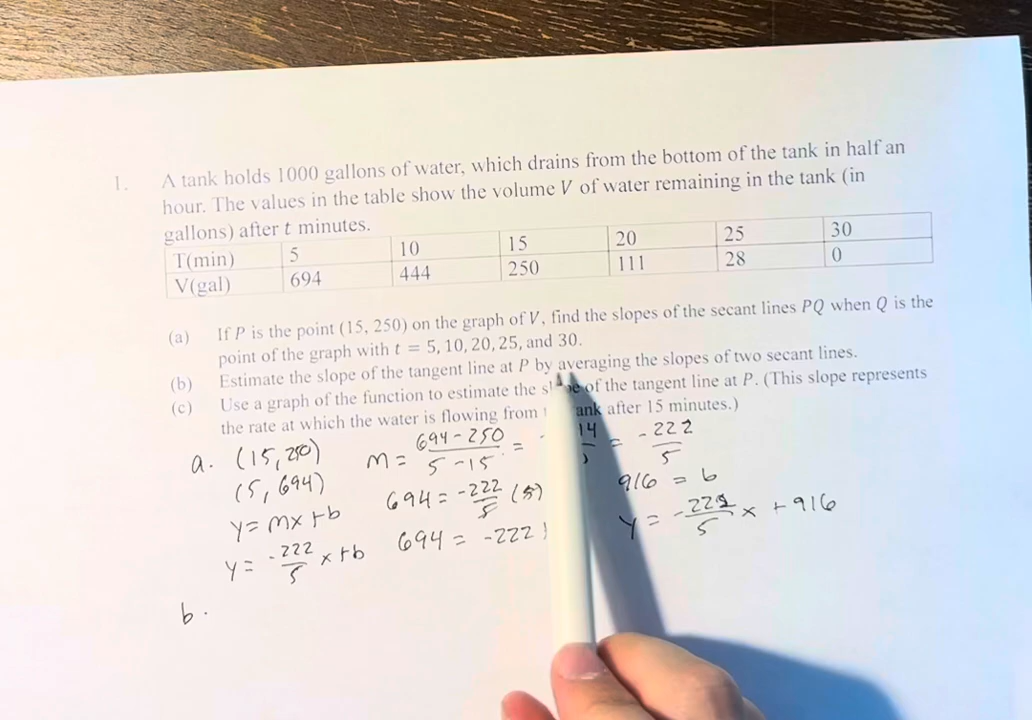 1. A tank holds 1000 gallons of water, which drains from the bottom of the tank in half an
hour. The values in the table show the volume V of water remaining in the tank (in
gallons) after t minutes.
T(min) 5 10 15 20 25 30
V(gal) 694 444 250 111 28 0
(a) If P is the point (15, 250) on the graph of V, find the slopes of the secant lines PQ when Q is the
point of the graph with t = 5, 10, 20, 25, and 30.
(b) Estimate the slope of the tangent line at P by averaging the slopes of two secant lines.
(c) Use a graph of the function to estimate the of the tangent line at P. (This slope represents
the rate at which the water is flowing from after 15 minutes.)
a. (15, 250) m = 694-250 / 5-15 = = -222/5
(5, 694) 694 = -222/5 (5) 916 = b
y = mx+b 694 = -222 y = -222/5 x + 916
y = -222/5 x+b
b.